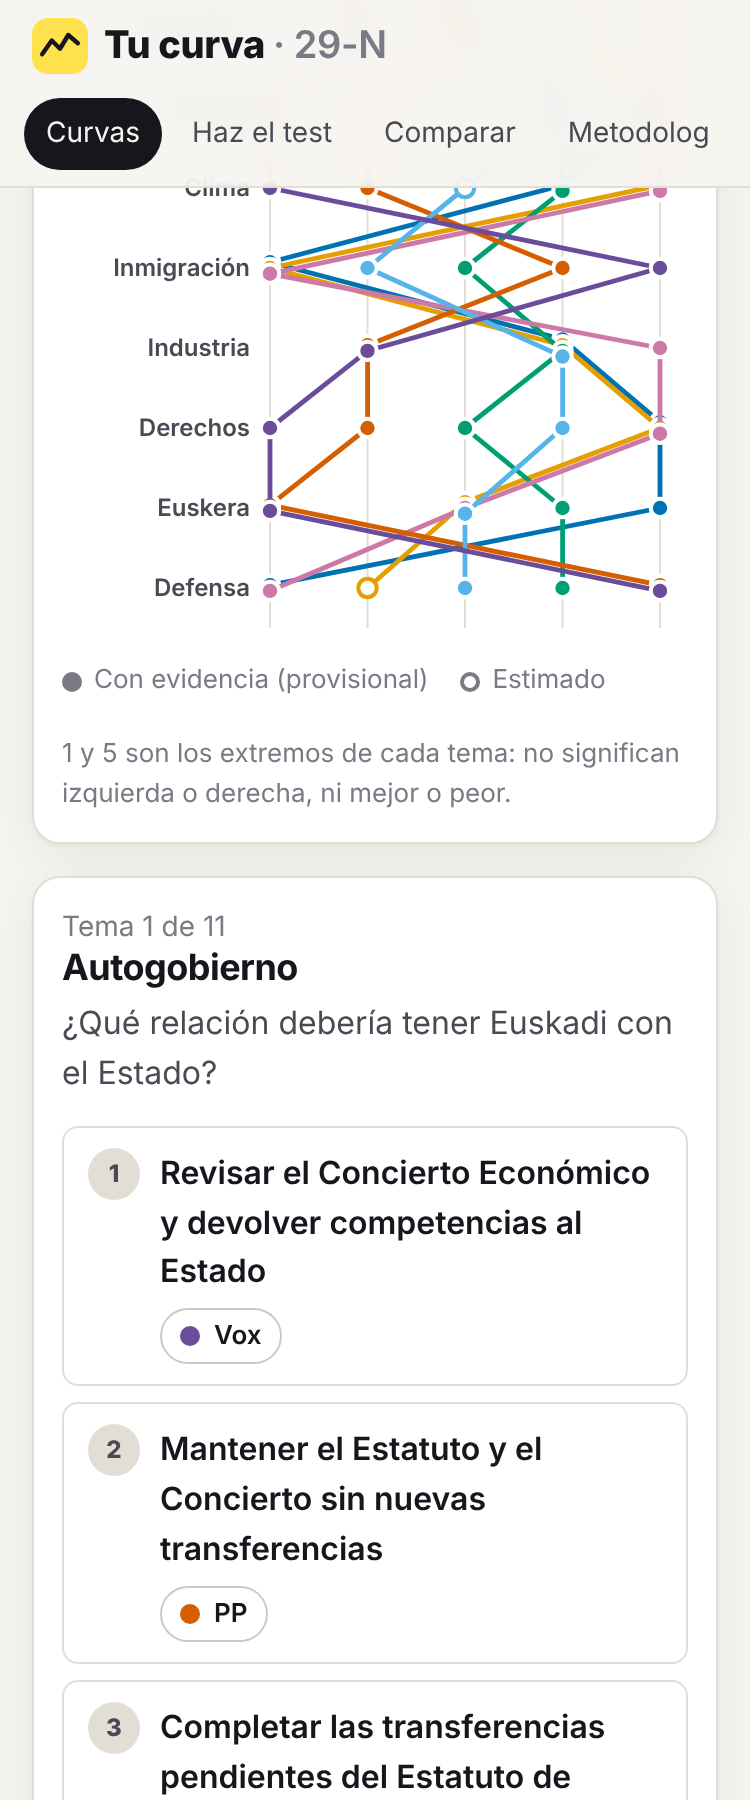 Tu curva · 29-N
Curvas Haz el test Comparar Metodolog
Clima
Inmigración
Industria
Derechos
Euskera
Defensa
Con evidencia (provisional) Estimado
1 y 5 son los extremos de cada tema: no significan
izquierda o derecha, ni mejor o peor.
Tema 1 de 11
Autogobierno
¿Qué relación debería tener Euskadi con
el Estado?
1 Revisar el Concierto Económico
y devolver competencias al
Estado
Vox
2 Mantener el Estatuto y el
Concierto sin nuevas
transferencias
PP
3 Completar las transferencias
pendientes del Estatuto de